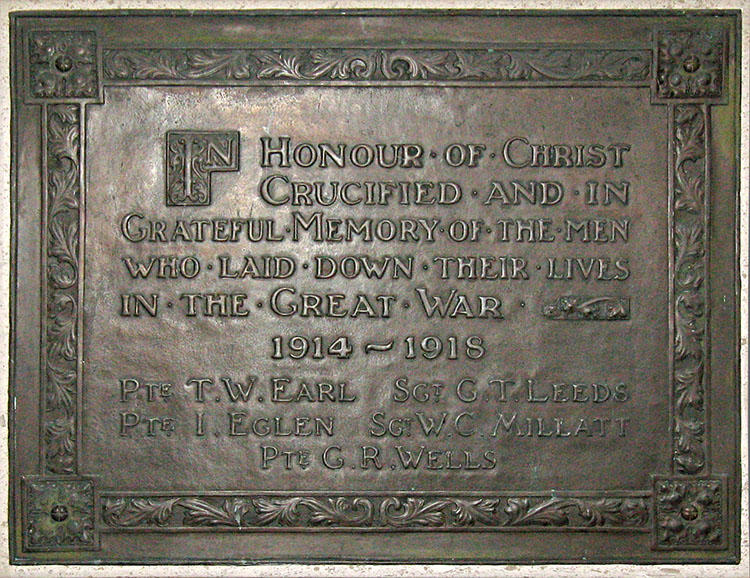 IN HONOUR · OF · CHRIST
CRUCIFIED · AND · IN
GRATEFUL · MEMORY · OF · THE · MEN
WHO · LAID · DOWN · THEIR · LIVES
IN · THE · GREAT · WAR ·
1914 ~ 1918
PTE T. W. EARL SGT G. T. LEEDS
PTE I. EGLEN SGT W. C. MILLATT
PTE G. R. WELLS